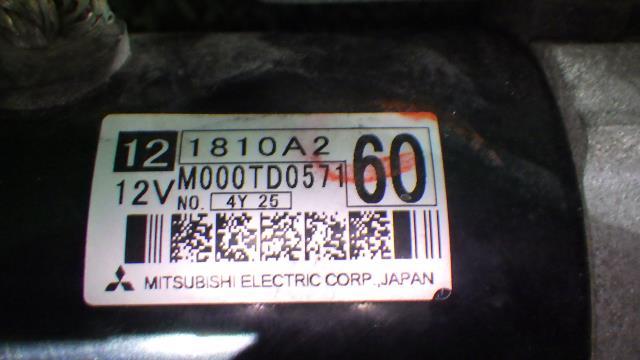 12 1810A2 60
12V M000TD0571
NO. 4Y 25
MITSUBISHI ELECTRIC CORP.,JAPAN